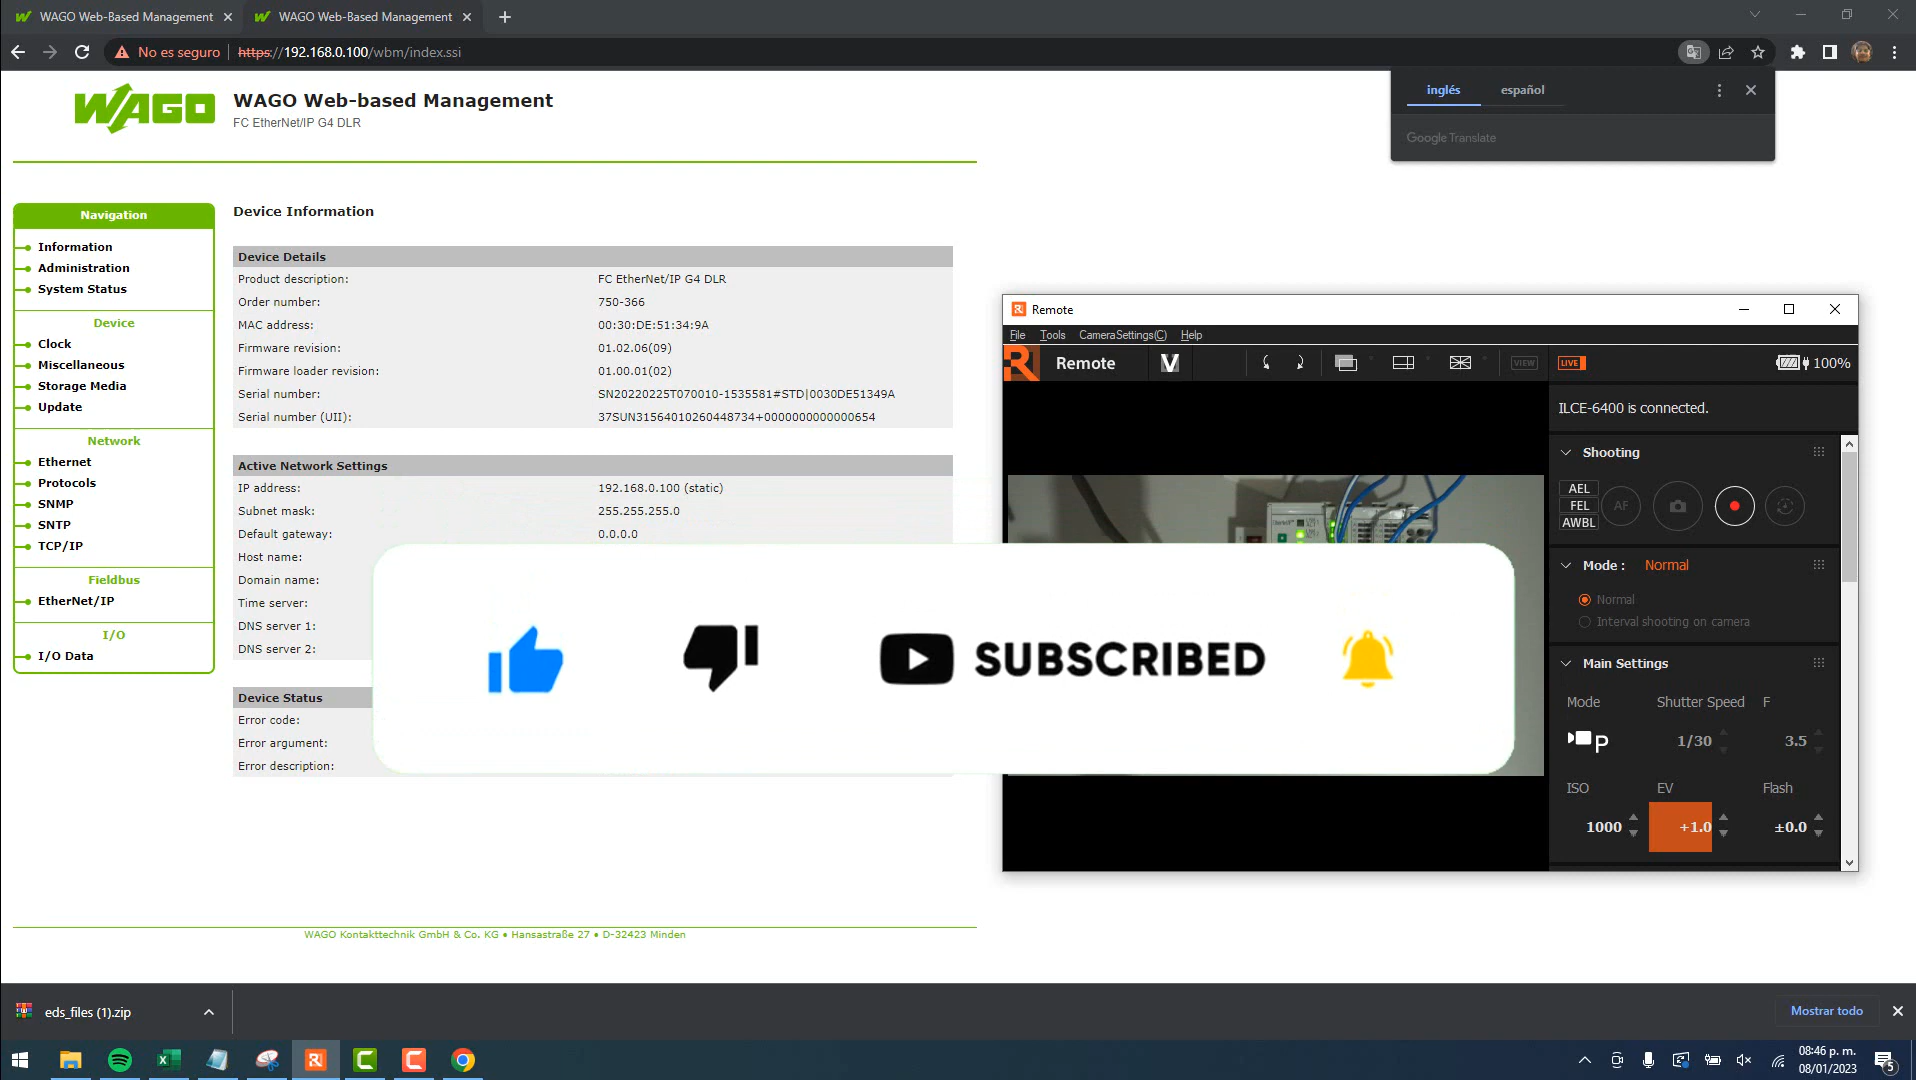 WAGO Web-Based Management
WAGO Web-Based Management
No es seguro
https://192.168.0.100/wbm/index.ssi
inglés
español
Google Translate
WAGO
WAGO Web-based Management
FC EtherNet/IP G4 DLR
Navigation
Information
Administration
System Status
Device
Clock
Miscellaneous
Storage Media
Update
Network
Ethernet
Protocols
SNMP
SNTP
TCP/IP
Fieldbus
EtherNet/IP
I/O
I/O Data
Device Information
Device Details
Product description: FC EtherNet/IP G4 DLR
Order number: 750-366
MAC address: 00:30:DE:51:34:9A
Firmware revision: 01.02.06(09)
Firmware loader revision: 01.00.01(02)
Serial number: SN20220225T070010-1535581#STD|0030DE51349A
Serial number (UII): 37SUN31564010260448734+0000000000000654
Active Network Settings
IP address: 192.168.0.100 (static)
Subnet mask: 255.255.255.0
Default gateway: 0.0.0.0
Host name:
Domain name:
Time server:
DNS server 1:
DNS server 2:
Device Status
Error code:
Error argument:
Error description:
SUBSCRIBED
Remote
File Tools CameraSettings(C) Help
Remote
V
VIEW
LIVE
100%
ILCE-6400 is connected.
Shooting
AEL
FEL
AWBL
AF
Mode : Normal
Normal
Interval shooting on camera
Main Settings
Mode Shutter Speed F
P 1/30 3.5
ISO EV Flash
1000 +1.0 ±0.0
WAGO Kontakttechnik GmbH & Co. KG • Hansastraße 27 • D-32423 Minden
eds_files (1).zip
Mostrar todo
08:46 p. m.
08/01/2023
5